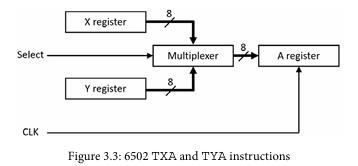 8
X register
Select
Multiplexer
8
A register
8
Y register
CLK
Figure 3.3: 6502 TXA and TYA instructions